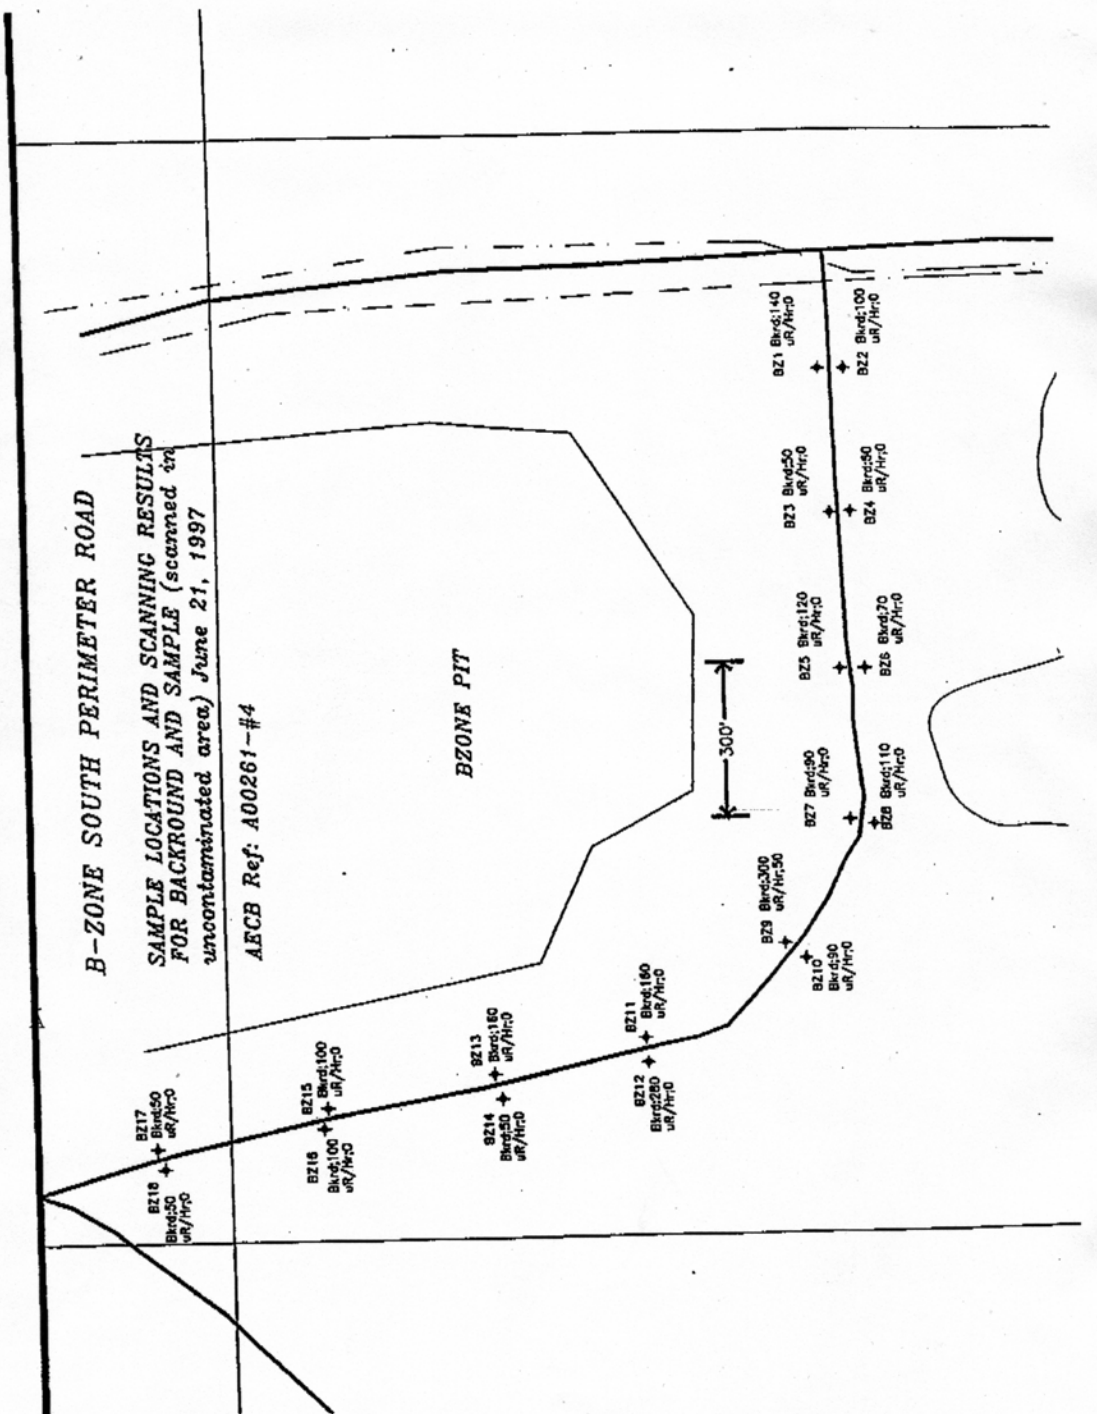 B-ZONE SOUTH PERIMETER ROAD
SAMPLE LOCATIONS AND SCANNING RESULTS
FOR BACKROUND AND SAMPLE (scanned in
uncontaminated area) June 21, 1997
AECB Ref: A00261-#4
BZONE PIT
300'
BZ1 Bkrd;140
uR/Hr;0
BZ2 Bkrd;100
uR/Hr;0
BZ3 Bkrd;50
uR/Hr;0
BZ4 Bkrd;80
uR/Hr;0
BZ5 Bkrd;120
uR/Hr;0
BZ6 Bkrd;70
uR/Hr;0
BZ7 Bkrd;90
uR/Hr;0
BZ8 Bkrd;110
uR/Hr;0
BZ9 Bkrd;300
uR/Hr;50
BZ10
Bkrd;90
uR/Hr;0
BZ11
Bkrd;160
uR/Hr;0
BZ12
Bkrd;280
uR/Hr;0
BZ13
Bkrd;160
uR/Hr;0
BZ14
Bkrd;50
uR/Hr;0
BZ15
Bkrd;100
uR/Hr;0
BZ16
Bkrd;100
uR/Hr;0
BZ17
Bkrd;50
uR/Hr;0
BZ18
Bkrd;50
uR/Hr;0